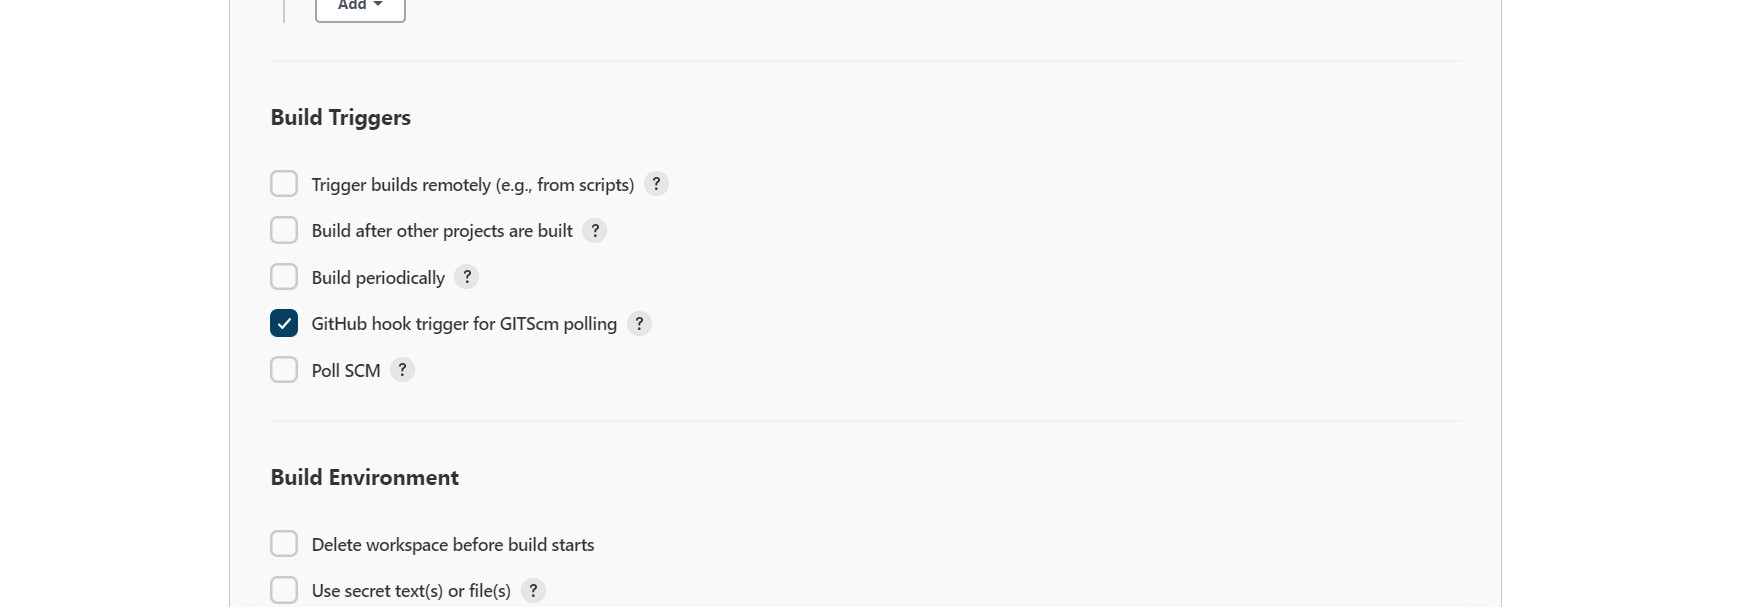 Add
Build Triggers
Trigger builds remotely (e.g., from scripts) ?
Build after other projects are built ?
Build periodically ?
GitHub hook trigger for GITScm polling ?
Poll SCM ?
Build Environment
Delete workspace before build starts
Use secret text(s) or file(s) ?